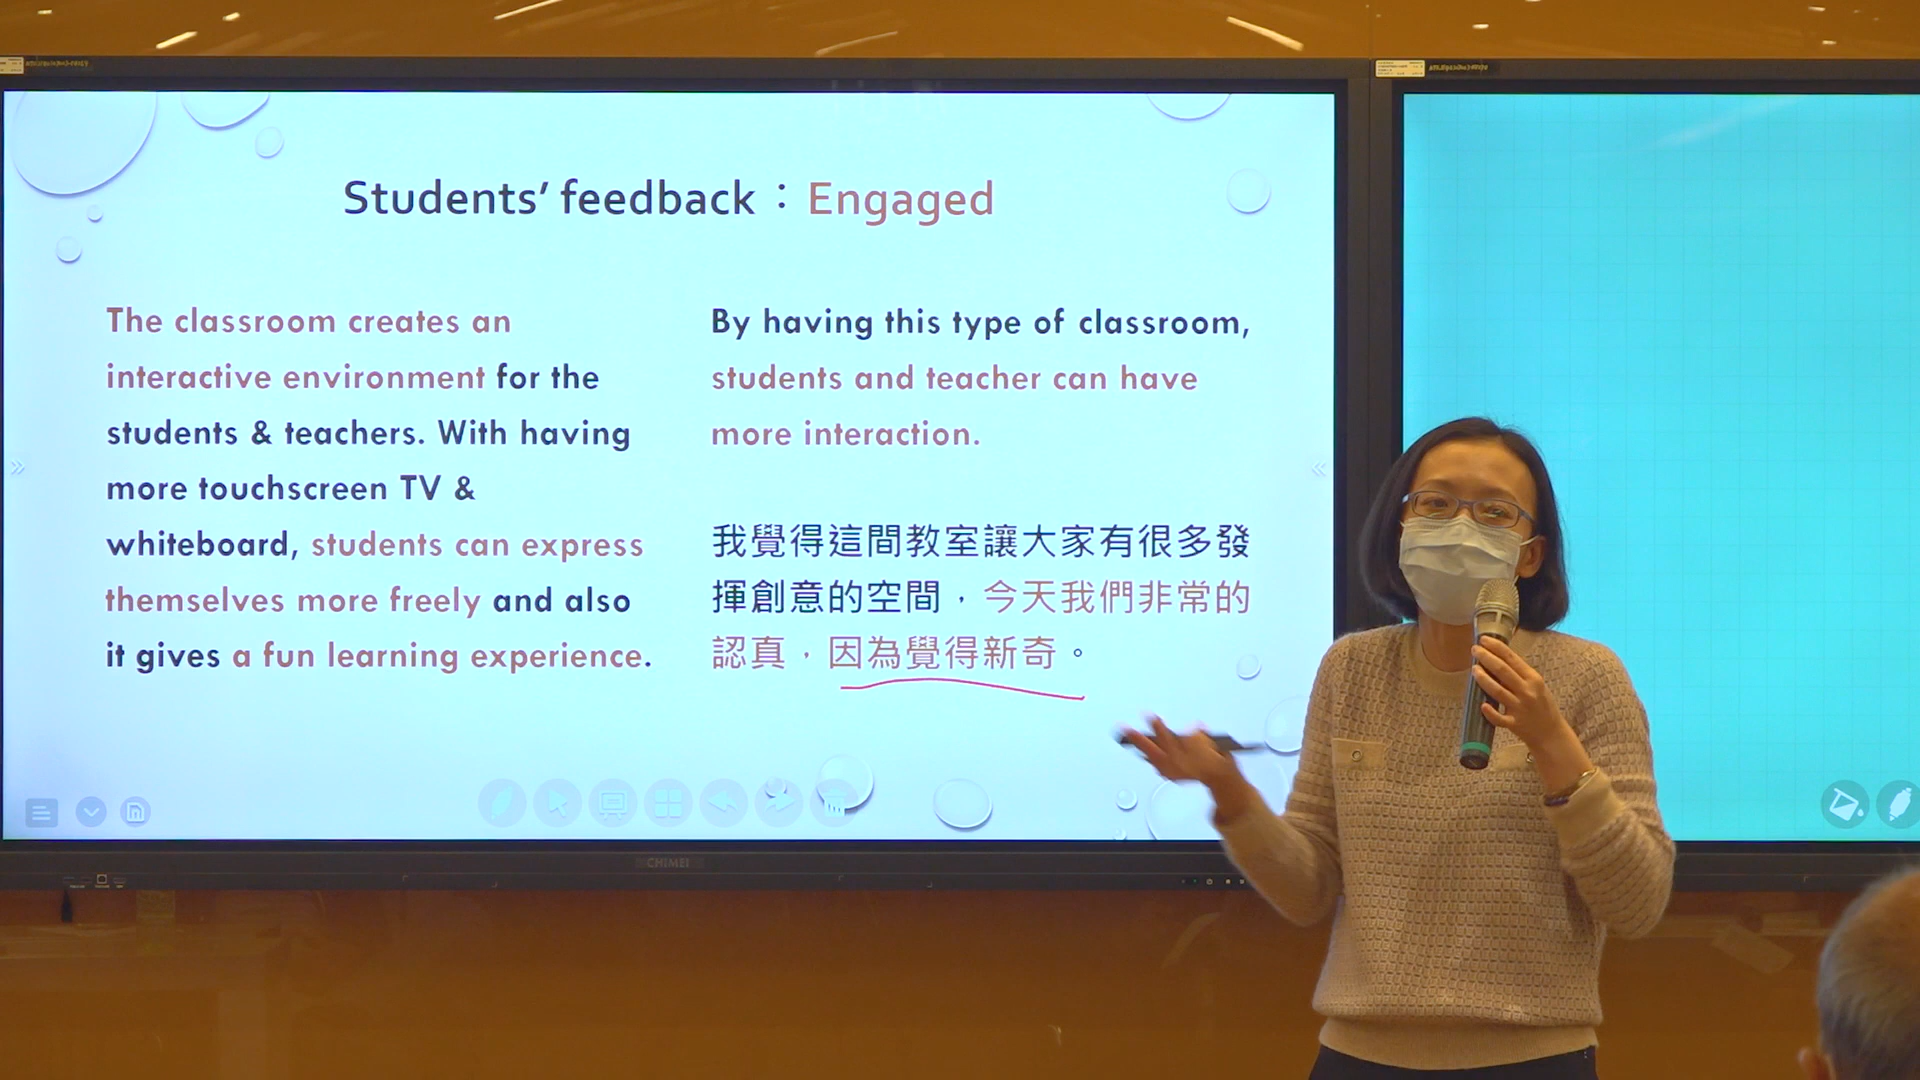 Students’ feedback：Engaged
The classroom creates an
interactive environment for the
students & teachers. With having
more touchscreen TV &
whiteboard, students can express
themselves more freely and also
it gives a fun learning experience.
By having this type of classroom,
students and teacher can have
more interaction.
我覺得這間教室讓大家有很多發
揮創意的空間，今天我們非常的
認真，因為覺得新奇。
CHIMEI